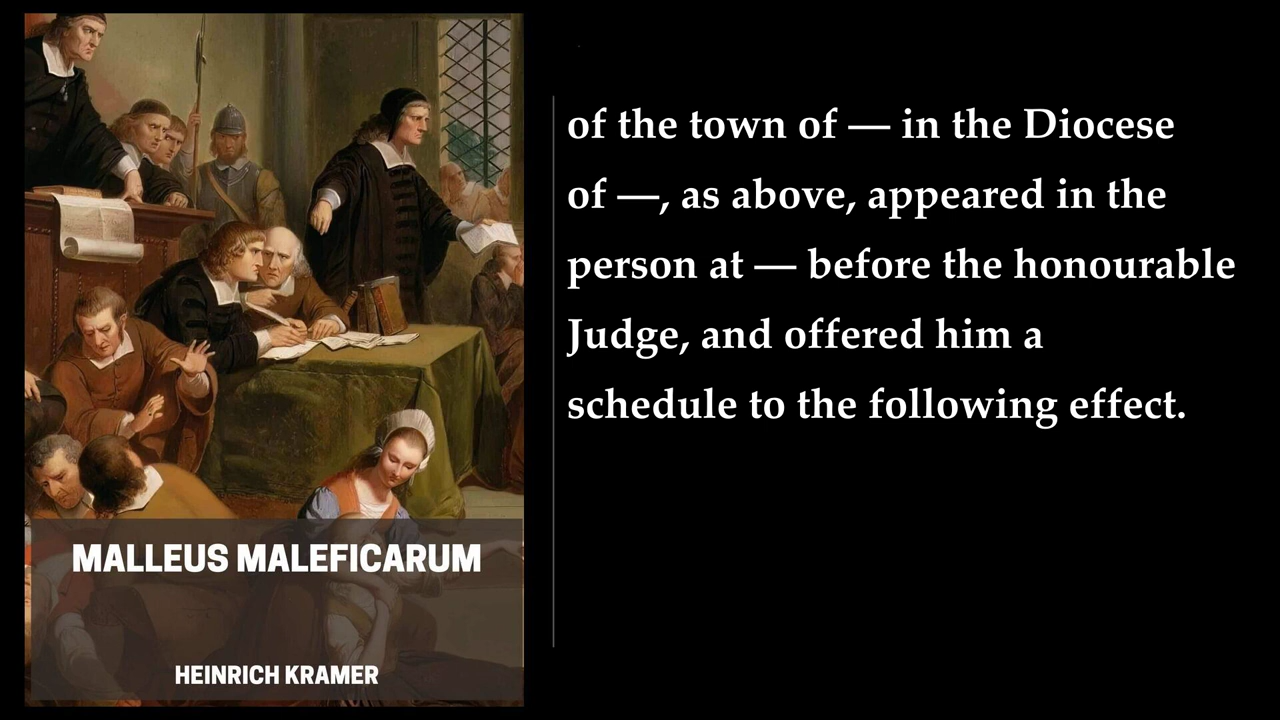 MALLEUS MALEFICARUM
HEINRICH KRAMER
of the town of — in the Diocese
of —, as above, appeared in the
person at — before the honourable
Judge, and offered him a
schedule to the following effect.